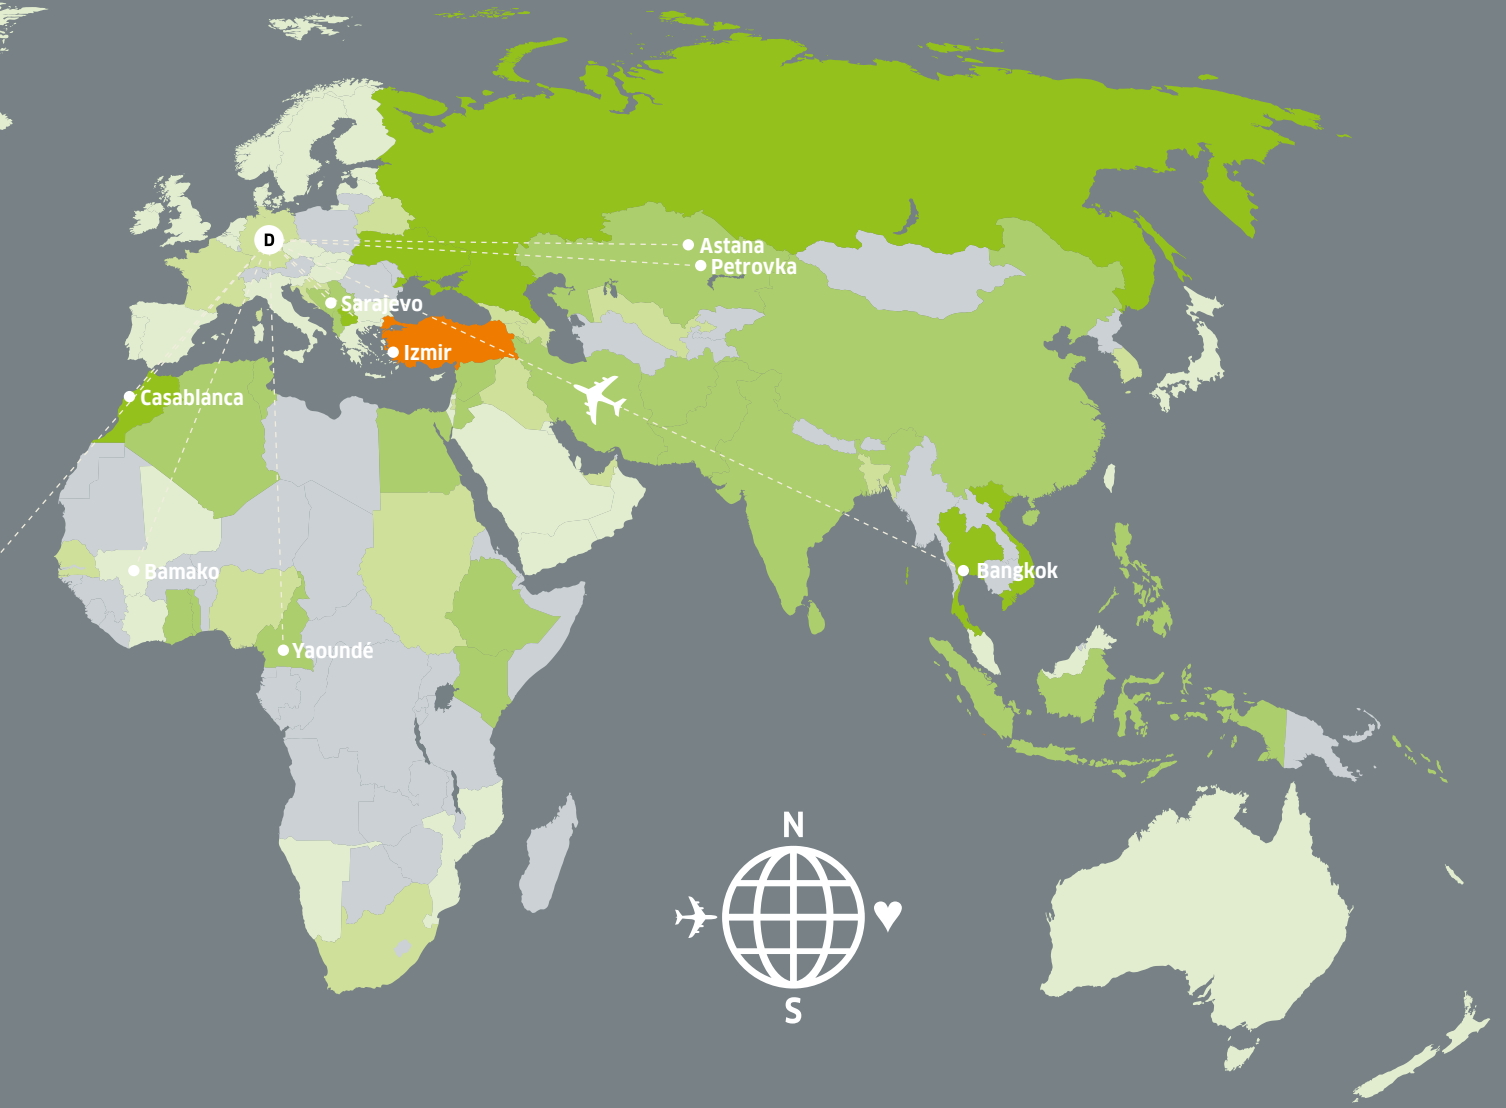 D
Astana
Petrovka
Sarajevo
Izmir
Casablanca
Bamako
Bangkok
Yaoundé
N
S